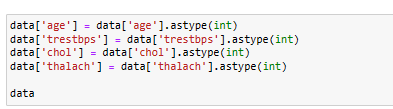 data['age'] = data['age'].astype(int)
data['trestbps'] = data['trestbps'].astype(int)
data['chol'] = data['chol'].astype(int)
data['thalach'] = data['thalach'].astype(int)
data